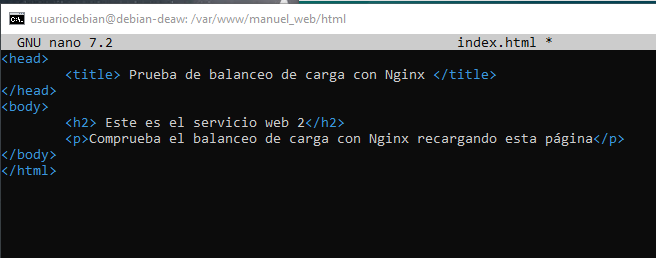 usuariodebian@debian-deaw: /var/www/manuel_web/html
GNU nano 7.2 index.html *
<head>
<title> Prueba de balanceo de carga con Nginx </title>
</head>
<body>
<h2> Este es el servicio web 2</h2>
<p>Comprueba el balanceo de carga con Nginx recargando esta página</p>
</body>
</html>